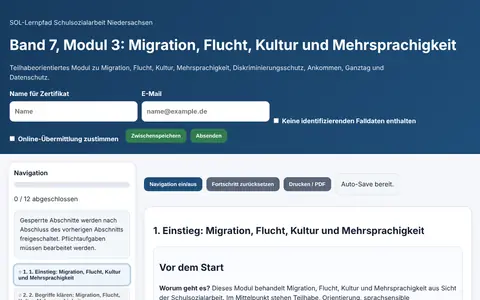 SOL-Lernpfad Schulsozialarbeit Niedersachsen
Band 7, Modul 3: Migration, Flucht, Kultur und Mehrsprachigkeit
Teilhabeorientiertes Modul zu Migration, Flucht, Kultur, Mehrsprachigkeit, Diskriminierungsschutz, Ankommen, Ganztag und
Datenschutz.
Name für Zertifikat E-Mail
Name name@example.de Keine identifizierenden Falldaten enthalten
Online-Übermittlung zustimmen Zwischenspeichern Absenden
Navigation
0 / 12 abgeschlossen
Gesperrte Abschnitte werden nach
Abschluss des vorherigen Abschnitts
freigeschaltet. Pflichtaufgaben
müssen bearbeitet werden.
1. 1. Einstieg: Migration, Flucht, Kultur
und Mehrsprachigkeit
2. 2. Begriffe klären: Migration, Flucht,
Navigation ein/aus Fortschritt zurücksetzen Drucken / PDF Auto-Save bereit.
1. Einstieg: Migration, Flucht, Kultur und Mehrsprachigkeit
Vor dem Start
Worum geht es? Dieses Modul behandelt Migration, Flucht, Kultur und Mehrsprachigkeit aus Sicht
der Schulsozialarbeit. Im Mittelpunkt stehen Teilhabe, Orientierung, sprachsensible